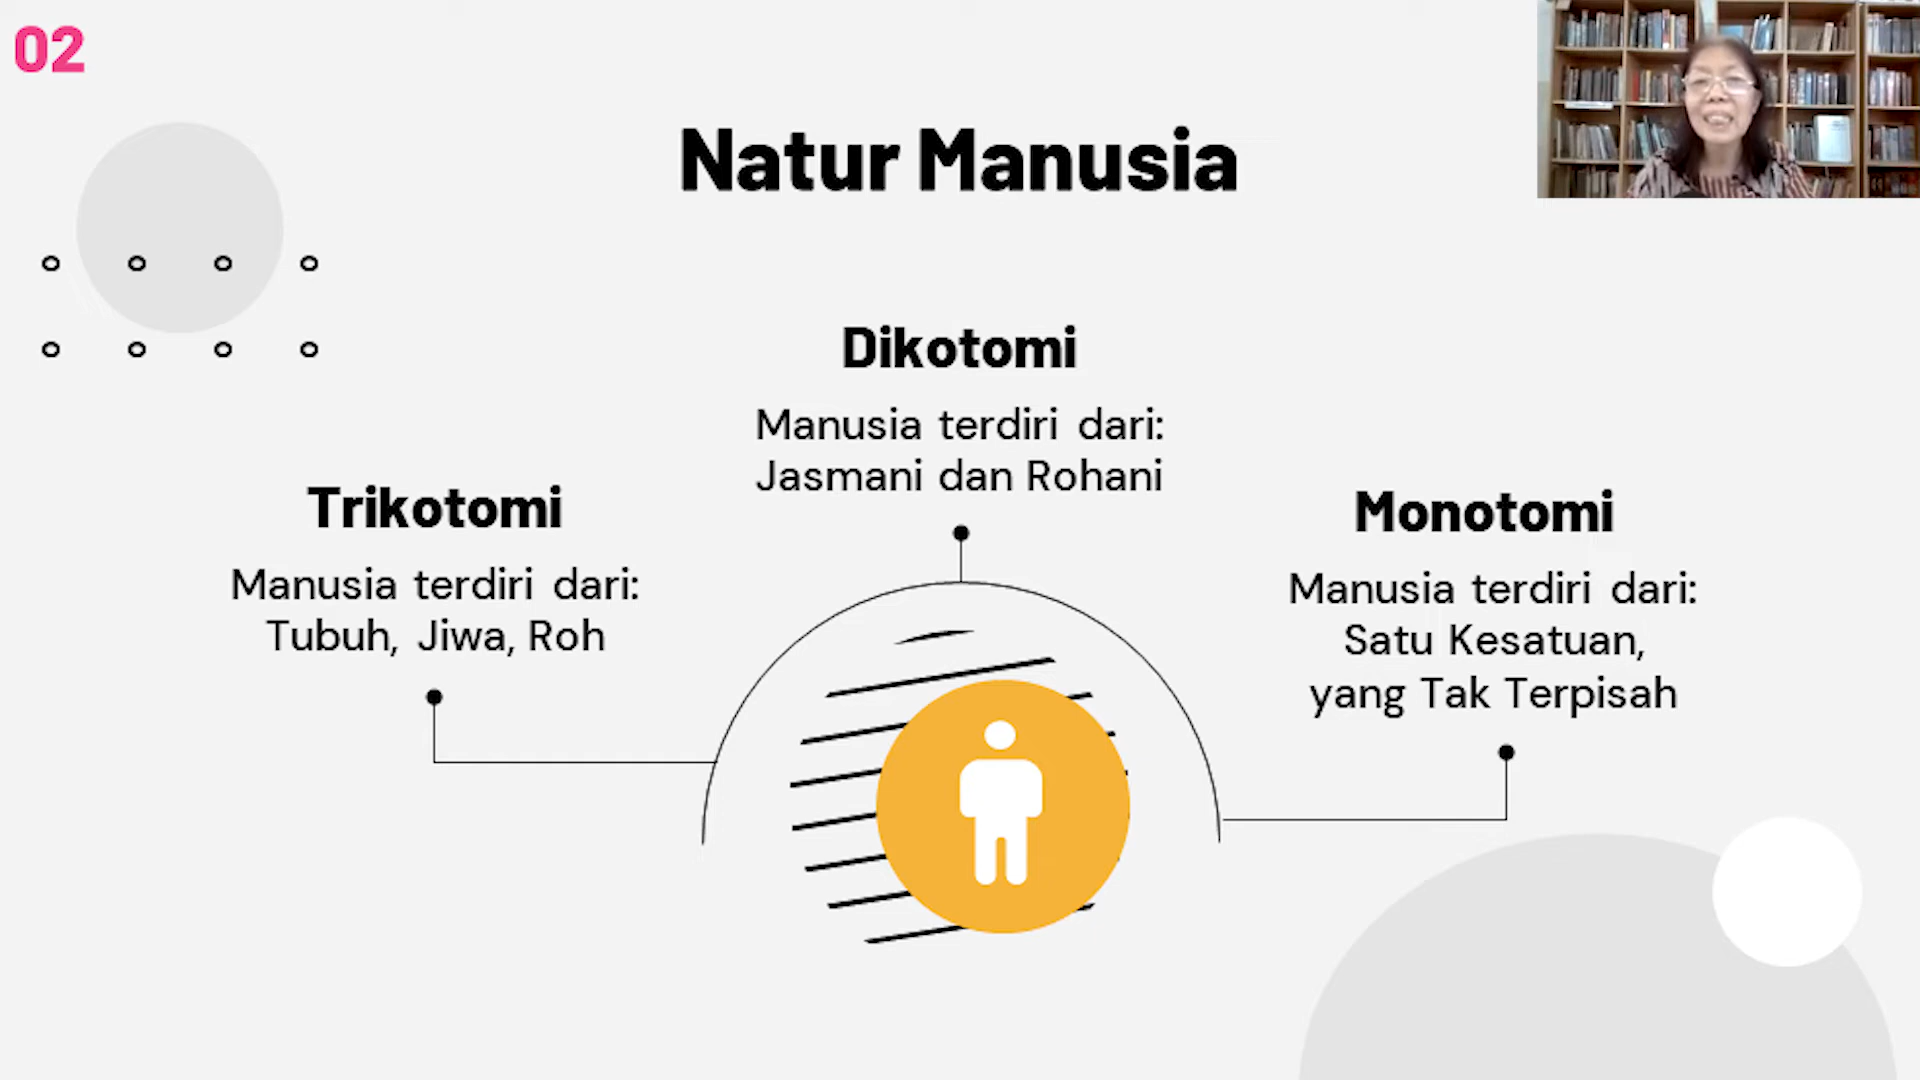 02
Natur Manusia
Dikotomi
Manusia terdiri dari:
Jasmani dan Rohani
Trikotomi
Manusia terdiri dari:
Tubuh, Jiwa, Roh
Monotomi
Manusia terdiri dari:
Satu Kesatuan,
yang Tak Terpisah